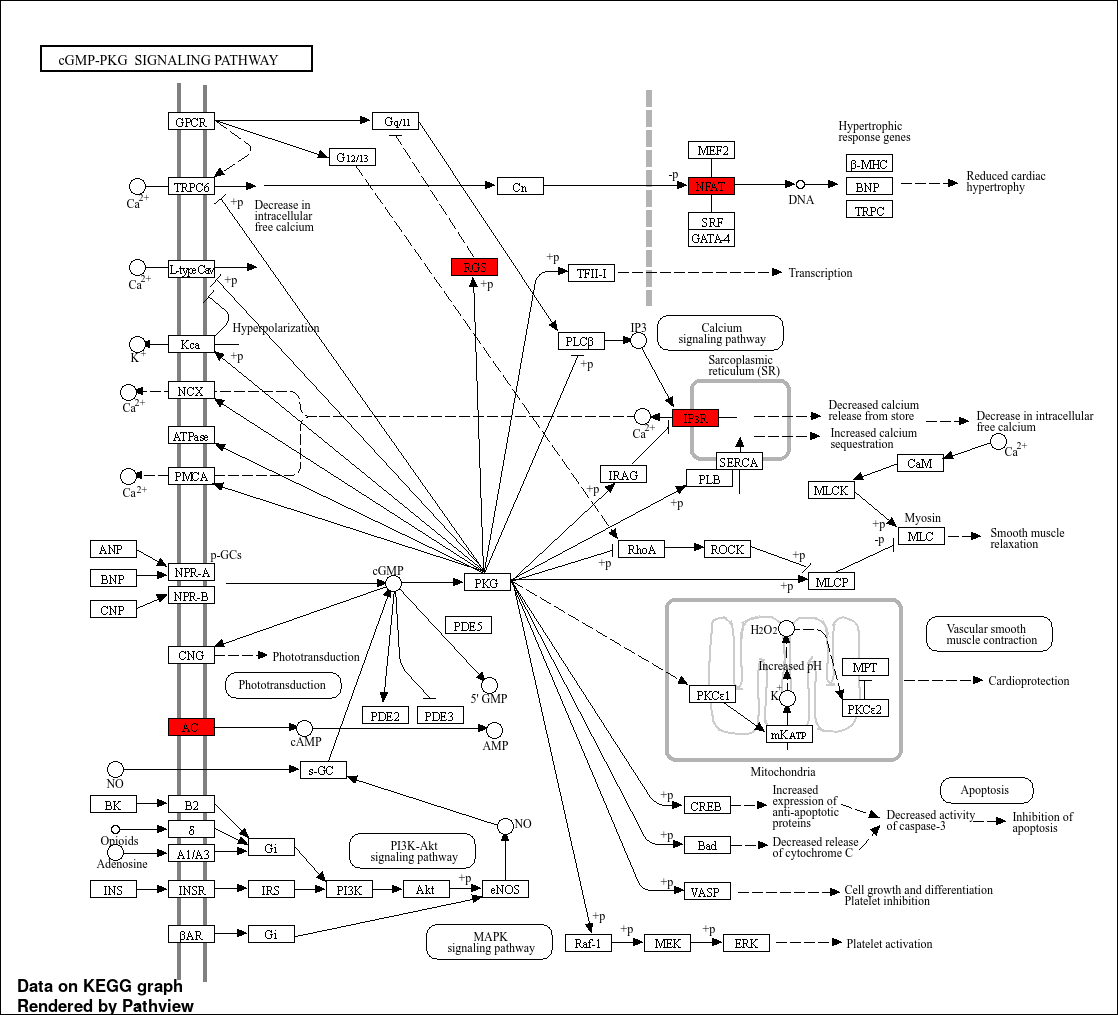 cGMP-PKG SIGNALING PATHWAY
GPCR
Gq/11
G12/13
TRPC6
Ca2+
+p
Decrease in
intracellular
free calcium
Cn
-p
MEF2
NFAT
SRF
GATA-4
DNA
Hypertrophic
response genes
β-MHC
BNP
TRPC
Reduced cardiac
hypertrophy
L-typeCav
Ca2+
+p
RGS
+p
+p
TFII-I
Transcription
Hyperpolarization
Kca
K+
+p
PLCβ
+p
IP3
Calcium
signaling pathway
Sarcoplasmic
reticulum (SR)
NCX
Ca2+
ATPase
PMCA
Ca2+
Ca2+
IP3R
Decreased calcium
release from store
Increased calcium
sequestration
Decrease in intracellular
free calcium
Ca2+
SERCA
PLB
IRAG
+p
+p
CaM
MLCK
+p
-p
Myosin
MLC
Smooth muscle
relaxation
ANP
BNP
CNP
p-GCs
NPR-A
NPR-B
cGMP
PKG
RhoA
+p
ROCK
+p
+p
MLCP
PDE5
CNG
Phototransduction
Phototransduction
5' GMP
PDE2
PDE3
AC
cAMP
AMP
H2O2
Increased pH
K+
PKCε1
mKATP
MPT
PKCε2
Mitochondria
Vascular smooth
muscle contraction
Cardioprotection
NO
s-GC
BK
B2
Opioids
δ
Adenosine
A1/A3
Gi
NO
PI3K-Akt
signaling pathway
INS
INSR
IRS
PI3K
Akt
+p
eNOS
βAR
Gi
MAPK
signaling pathway
+p
CREB
Increased
expression of
anti-apoptotic
proteins
+p
Bad
Decreased release
of cytochrome C
Decreased activity
of caspase-3
Apoptosis
Inhibition of
apoptosis
+p
VASP
Cell growth and differentiation
Platelet inhibition
+p
Raf-1
+p
MEK
+p
ERK
Platelet activation
Data on KEGG graph
Rendered by Pathview